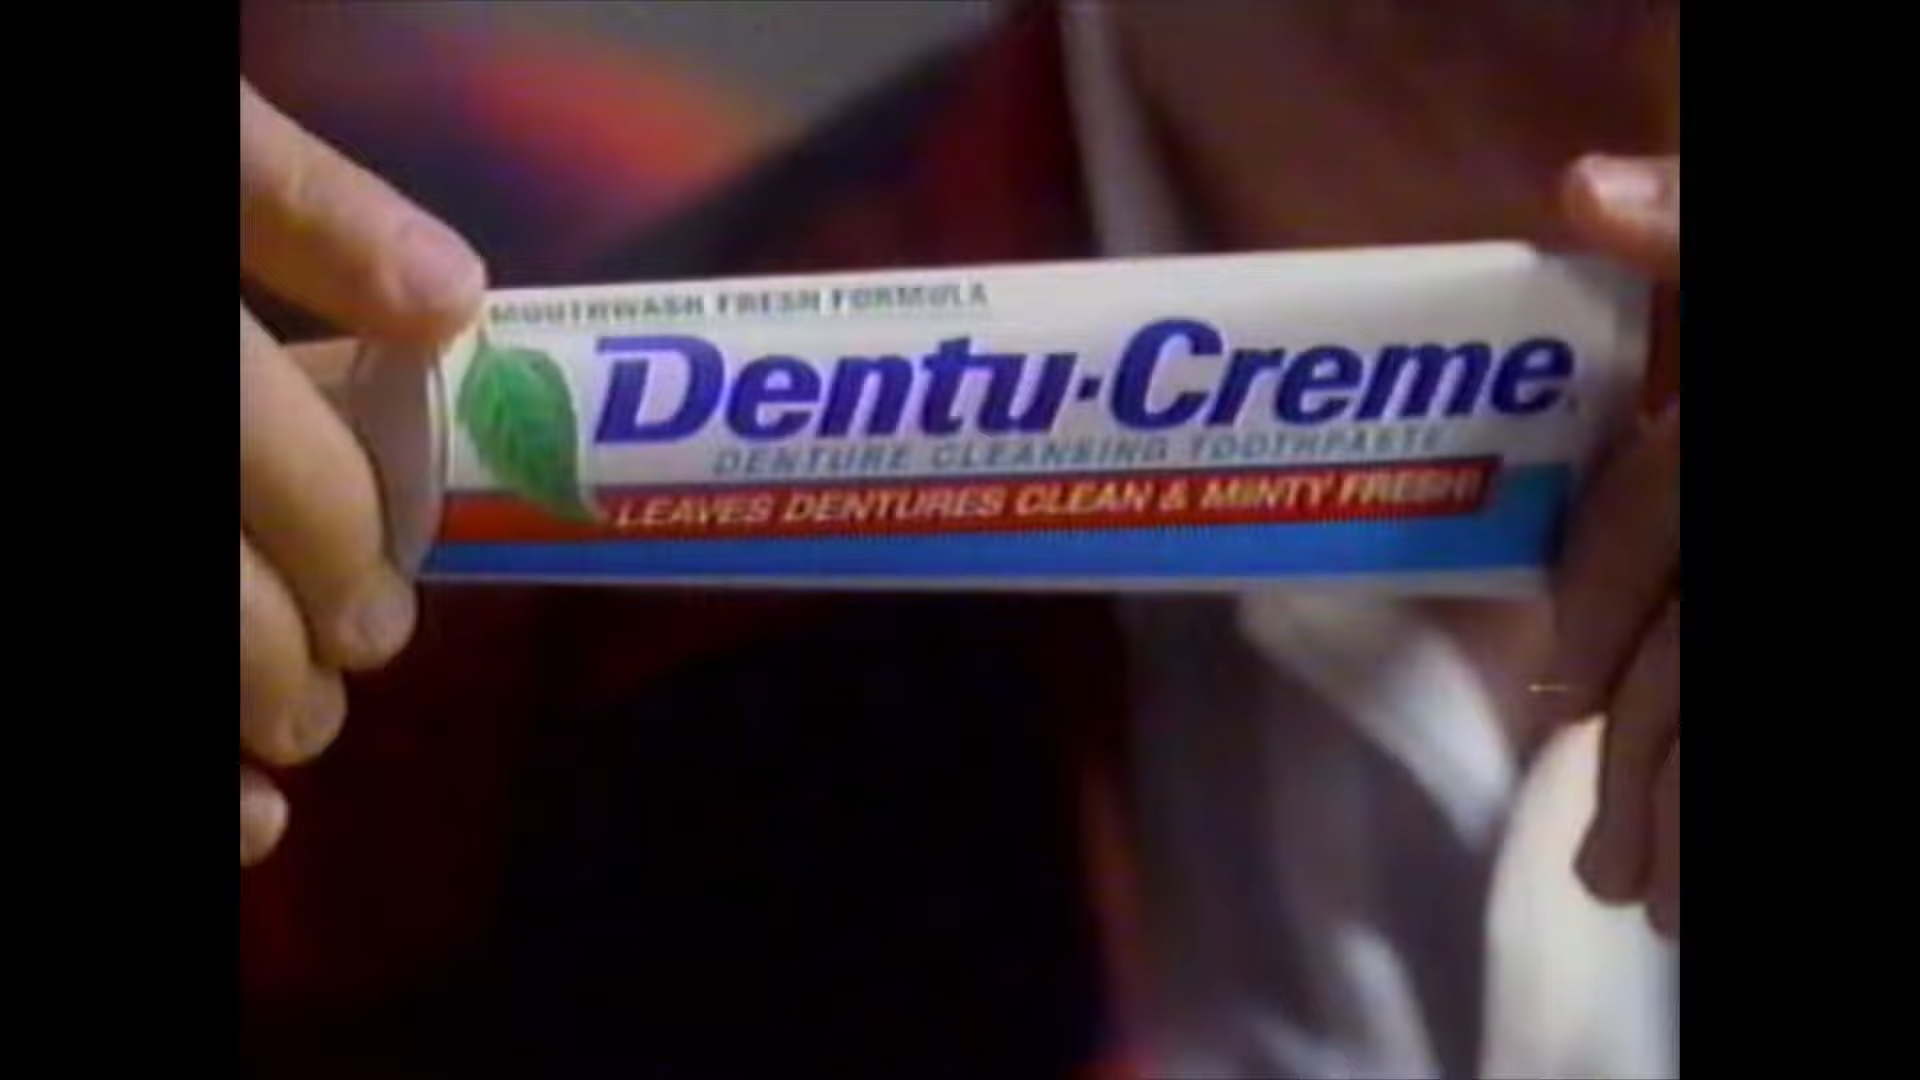 MOUTHWASH FRESH FORMULA
Dentu·Creme
DENTURE CLEANSING TOOTHPASTE
LEAVES DENTURES CLEAN & MINTY FRESH!